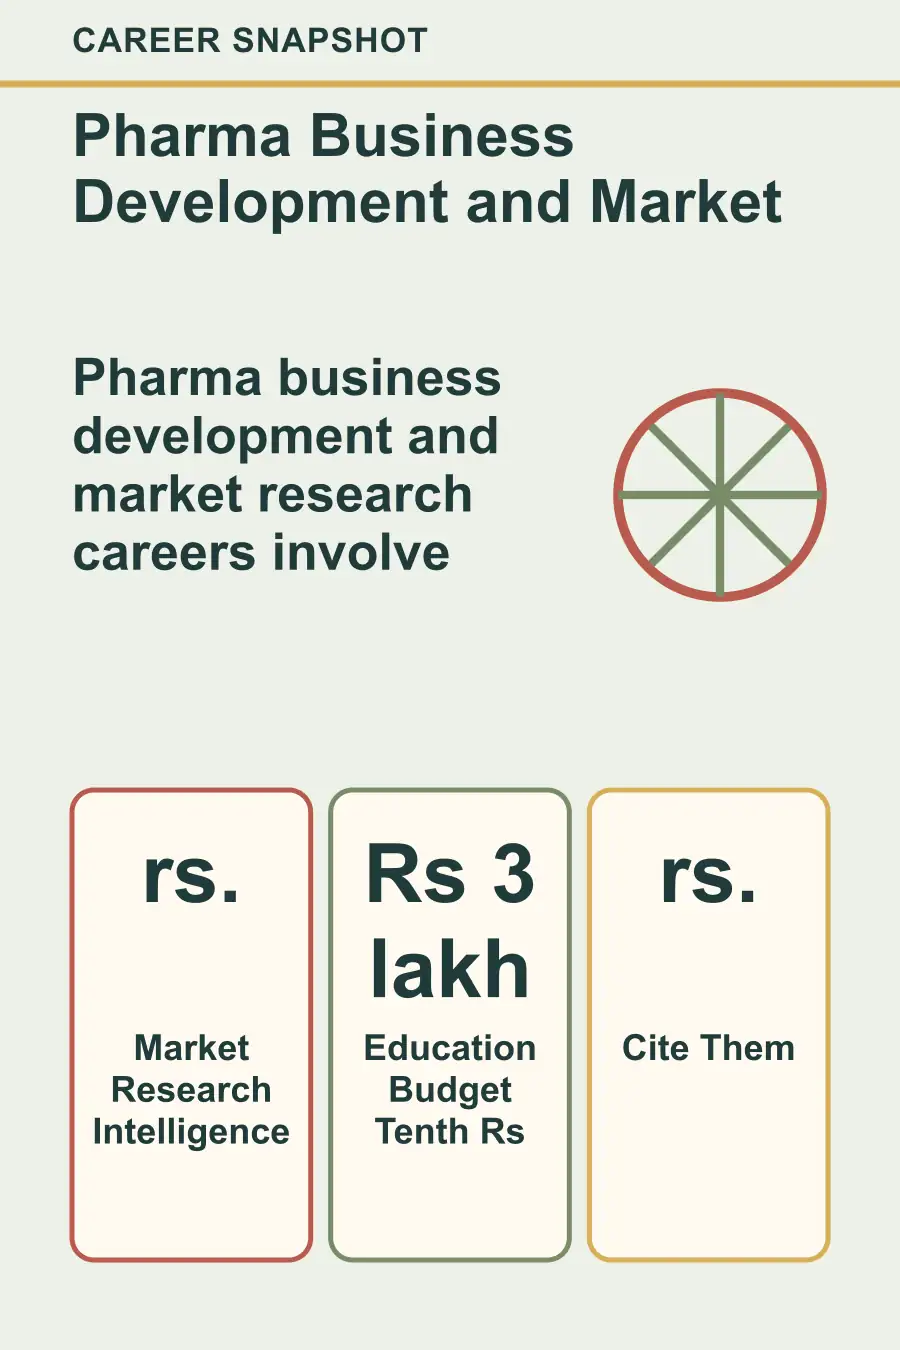 CAREER SNAPSHOT
Pharma Business
Development and Market
Pharma business
development and
market research
careers involve
rs.
Market
Research
Intelligence
Rs 3
lakh
Education
Budget
Tenth Rs
rs.
Cite Them